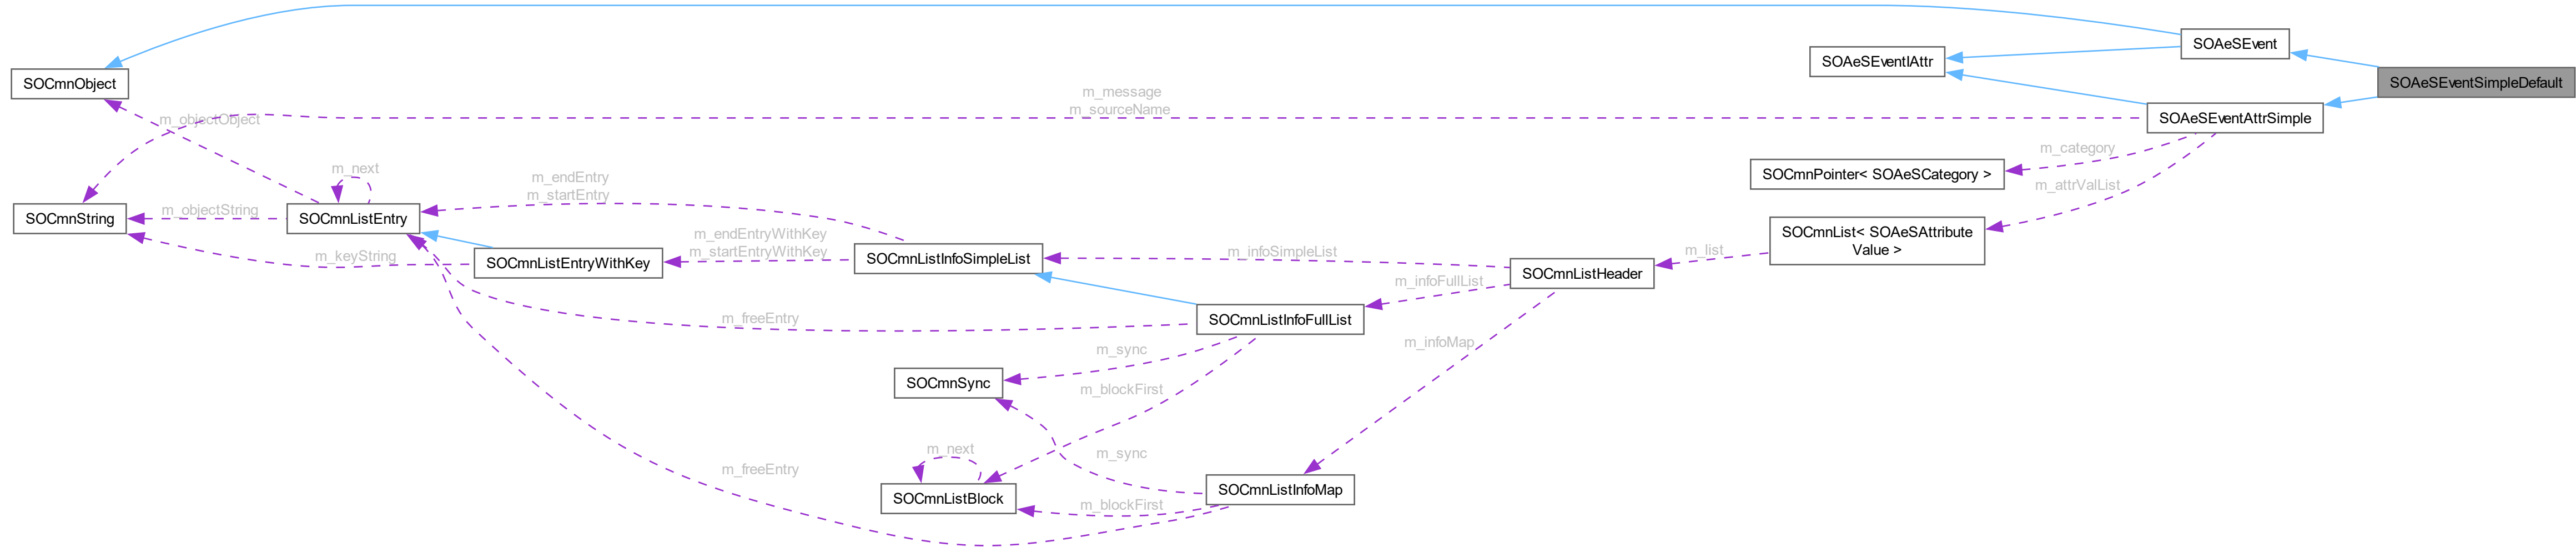 SOAeSEvent
SOAeSEventIAttr
SOCmnObject
SOAeSEventSimpleDefault
m_message
m_sourceName
m_objectObject
SOAeSEventAttrSimple
m_category
m_next
SOCmnPointer< SOAeSCategory >
m_endEntry
m_startEntry
m_attrValList
m_objectString
SOCmnString
SOCmnListEntry
SOCmnList< SOAeSAttribute
Value >
m_endEntryWithKey
m_startEntryWithKey
m_keyString
SOCmnListEntryWithKey
SOCmnListInfoSimpleList
m_infoSimpleList
m_list
SOCmnListHeader
m_infoFullList
m_freeEntry
SOCmnListInfoFullList
m_infoMap
m_sync
SOCmnSync
m_blockFirst
m_next
m_sync
m_freeEntry
SOCmnListBlock
SOCmnListInfoMap
m_blockFirst